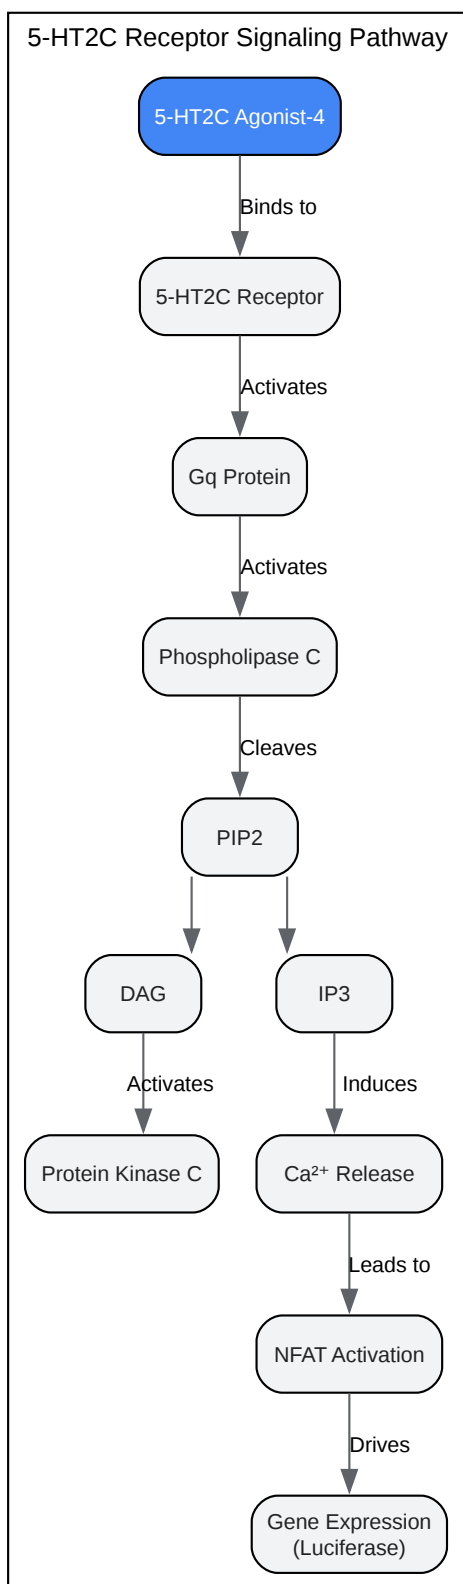 5-HT2C Receptor Signaling Pathway
5-HT2C Agonist-4
Binds to
5-HT2C Receptor
Activates
Gq Protein
Activates
Phospholipase C
Cleaves
PIP2
DAG
IP3
Activates
Induces
Protein Kinase C
Ca²⁺ Release
Leads to
NFAT Activation
Drives
Gene Expression
(Luciferase)